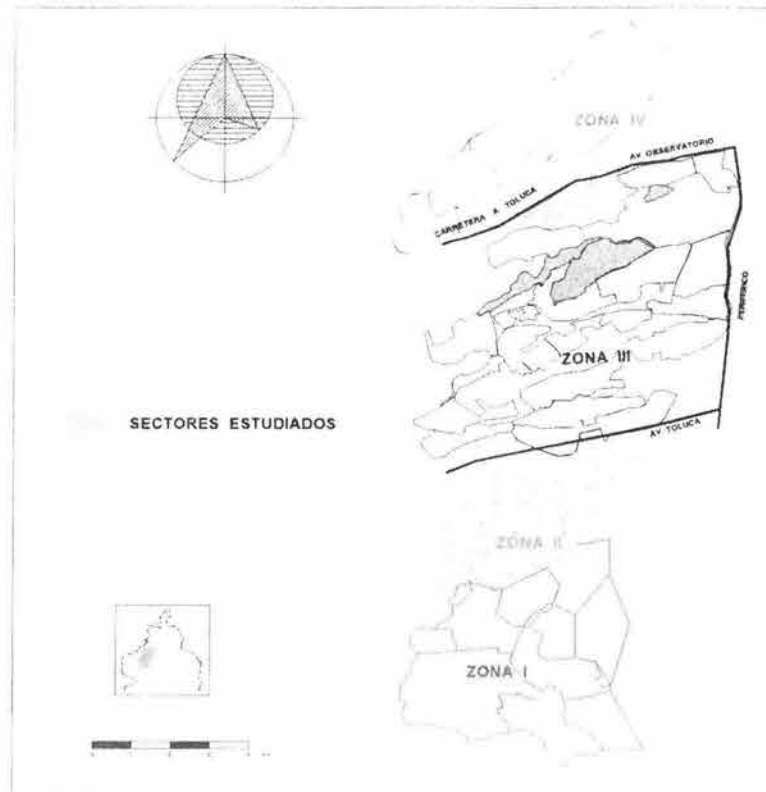 ZONA IV
AV OBSERVATORIO
CARRETERA A TOLUCA
PERIFERICO
ZONA III
SECTORES ESTUDIADOS
AV TOLUCA
ZONA II
ZONA I